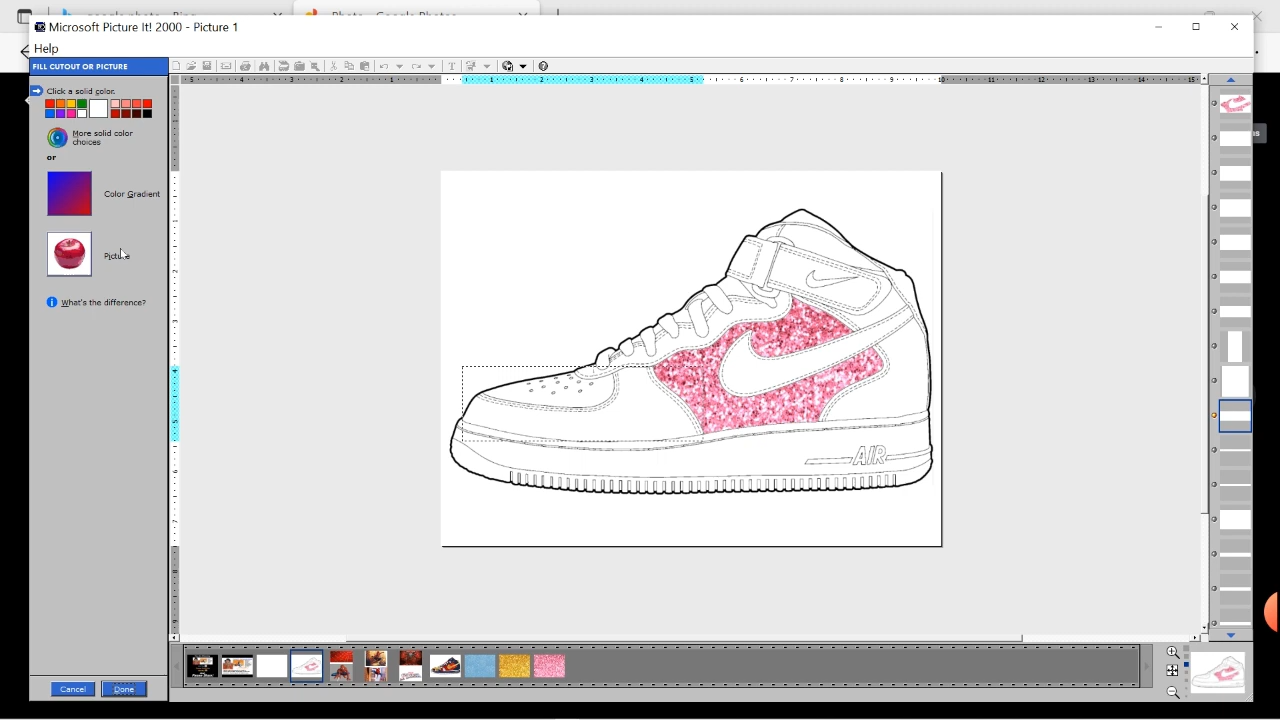 Microsoft Picture It! 2000 - Picture 1
Help
FILL CUTOUT OR PICTURE
Click a solid color.
More solid color
choices
or
Color Gradient
Picture
What's the difference?
AIR
Cancel
Done